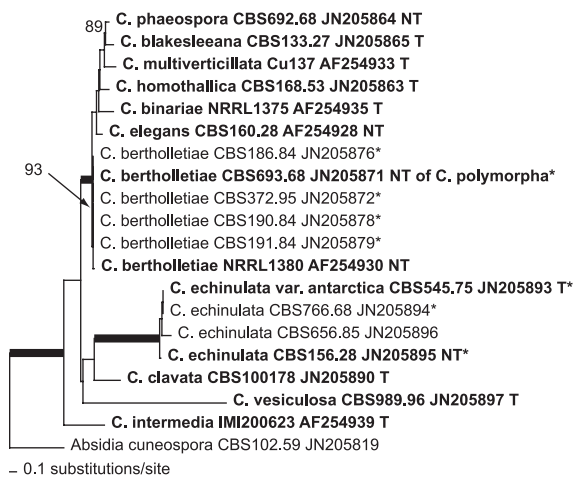 89
C. phaeospora CBS692.68 JN205864 NT
C. blakesleeana CBS133.27 JN205865 T
C. multiverticillata Cu137 AF254933 T
C. homothallica CBS168.53 JN205863 T
C. binariae NRRL1375 AF254935 T
C. elegans CBS160.28 AF254928 NT
C. bertholletiae CBS186.84 JN205876*
93
C. bertholletiae CBS693.68 JN205871 NT of C. polymorpha*
C. bertholletiae CBS372.95 JN205872*
C. bertholletiae CBS190.84 JN205878*
C. bertholletiae CBS191.84 JN205879*
C. bertholletiae NRRL1380 AF254930 NT
C. echinulata var. antarctica CBS545.75 JN205893 T*
C. echinulata CBS766.68 JN205894*
C. echinulata CBS656.85 JN205896
C. echinulata CBS156.28 JN205895 NT*
C. clavata CBS100178 JN205890 T
C. vesiculosa CBS989.96 JN205897 T
C. intermedia IMI200623 AF254939 T
Absidia cuneospora CBS102.59 JN205819
0.1 substitutions/site